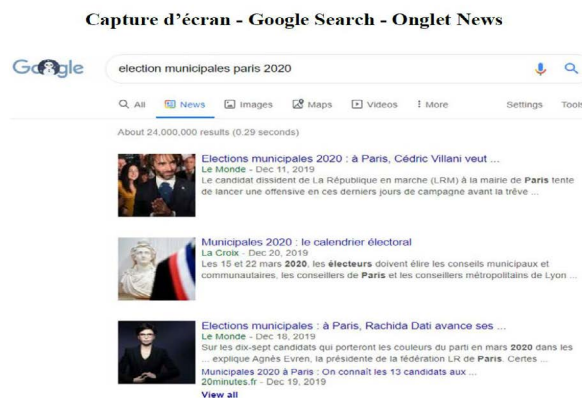 Capture d'écran - Google Search - Onglet News
Google
election municipales paris 2020
All News Images Maps Videos More Settings Tools
About 24,000,000 results (0.29 seconds)
Elections municipales 2020 : à Paris, Cédric Villani veut ...
Le Monde - Dec 11, 2019
Le candidat dissident de La République en marche (LRM) à la mairie de Paris tente
de lancer une offensive en ces derniers jours de campagne avant la trêve ...
Municipales 2020 : le calendrier électoral
La Croix - Dec 20, 2019
Les 15 et 22 mars 2020, les électeurs doivent élire les conseils municipaux et
communautaires, les conseillers de Paris et les conseillers métropolitains de Lyon ...
Elections municipales : à Paris, Rachida Dati avance ses ...
Le Monde - Dec 18, 2019
Sur les dix-sept candidats qui porteront les couleurs du parti en mars 2020 dans les
... explique Agnès Evren, la présidente de la fédération LR de Paris. Certes ...
Municipales 2020 à Paris : On connaît les 13 candidats aux ...
20minutes.fr - Dec 19, 2019
View all